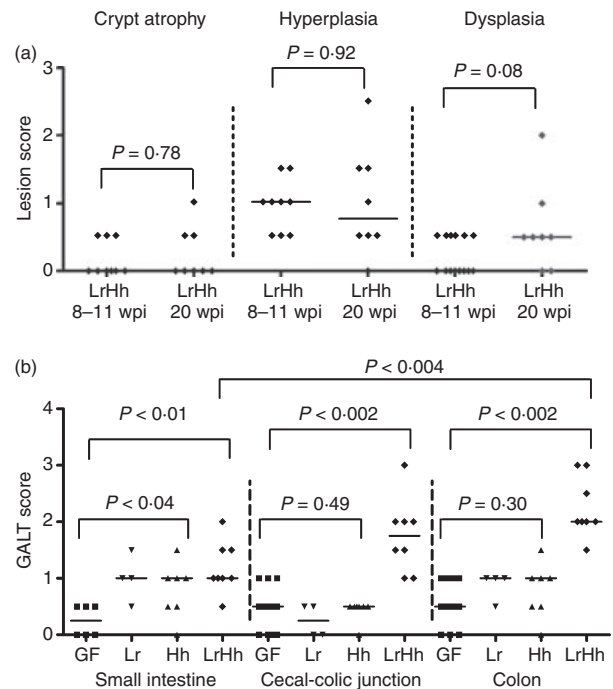 Crypt atrophy Hyperplasia Dysplasia
(a)
3
2
1
0
Lesion score
P = 0·78
P = 0·92
P = 0·08
LrHh LrHh LrHh LrHh LrHh LrHh
8–11 wpi 20 wpi 8–11 wpi 20 wpi 8–11 wpi 20 wpi
(b)
P < 0·004
4
3
2
1
0
GALT score
P < 0·01 P < 0·002 P < 0·002
P < 0·04 P = 0·49 P = 0·30
GF Lr Hh LrHh GF Lr Hh LrHh GF Lr Hh LrHh
Small intestine Cecal-colic junction Colon